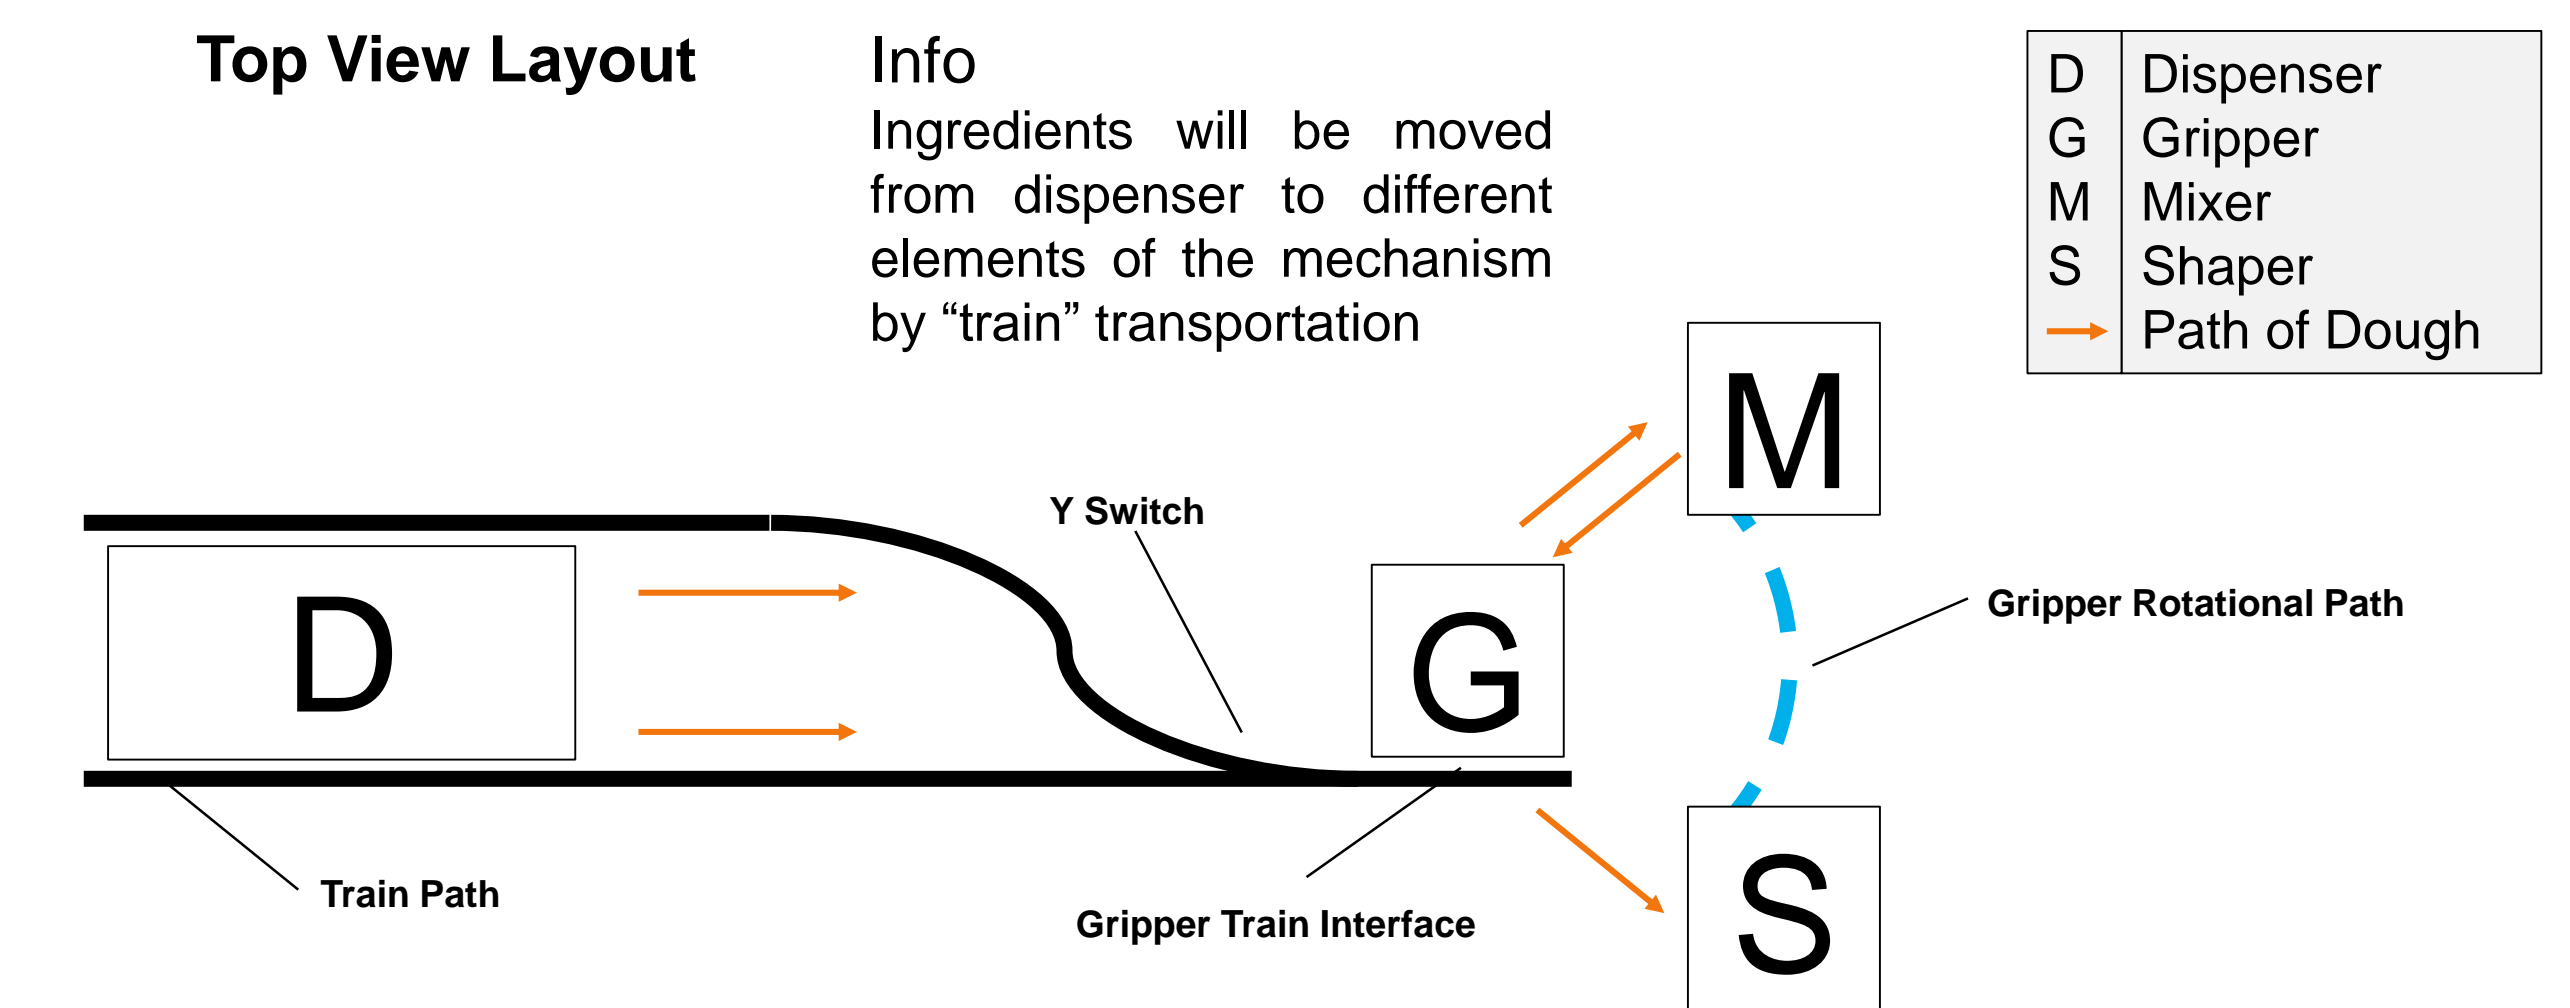 Top View Layout
Info
Ingredients will be moved
from dispenser to different
elements of the mechanism
by “train” transportation
D Dispenser
G Gripper
M Mixer
S Shaper
Path of Dough
M
Y Switch
D
G
Gripper Rotational Path
Train Path
Gripper Train Interface
S